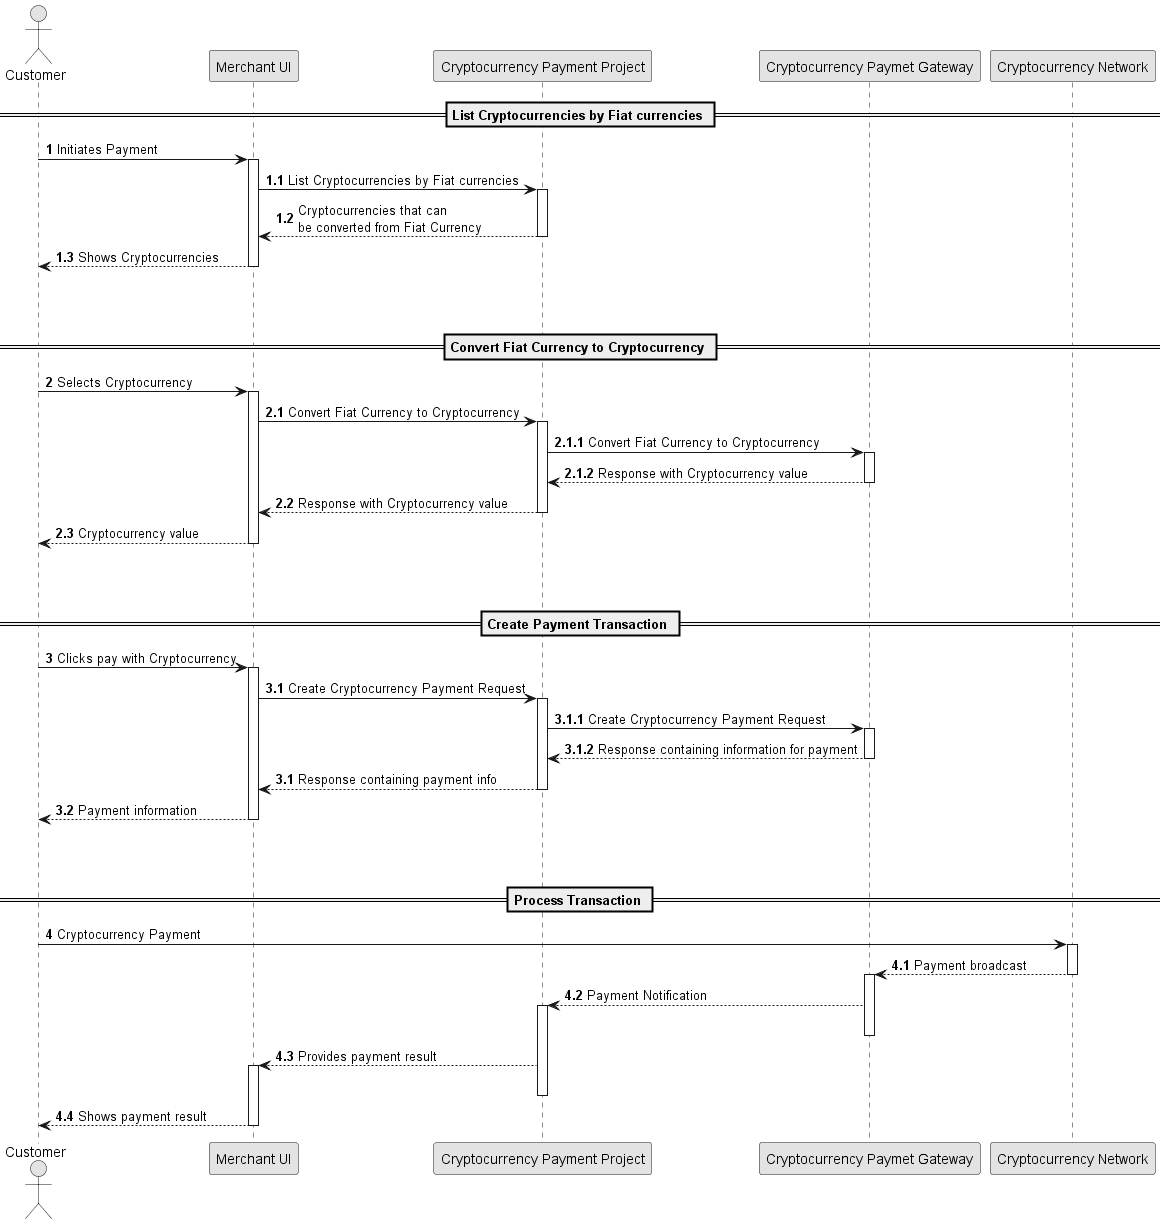 Customer
Merchant UI
Cryptocurrency Payment Project
Cryptocurrency Paymet Gateway
Cryptocurrency Network
List Cryptocurrencies by Fiat currencies
1 Initiates Payment
1.1 List Cryptocurrencies by Fiat currencies
1.2 Cryptocurrencies that can
be converted from Fiat Currency
1.3 Shows Cryptocurrencies
Convert Fiat Currency to Cryptocurrency
2 Selects Cryptocurrency
2.1 Convert Fiat Currency to Cryptocurrency
2.1.1 Convert Fiat Currency to Cryptocurrency
2.1.2 Response with Cryptocurrency value
2.2 Response with Cryptocurrency value
2.3 Cryptocurrency value
Create Payment Transaction
3 Clicks pay with Cryptocurrency
3.1 Create Cryptocurrency Payment Request
3.1.1 Create Cryptocurrency Payment Request
3.1.2 Response containing information for payment
3.1 Response containing payment info
3.2 Payment information
Process Transaction
4 Cryptocurrency Payment
4.1 Payment broadcast
4.2 Payment Notification
4.3 Provides payment result
4.4 Shows payment result
Customer
Merchant UI
Cryptocurrency Payment Project
Cryptocurrency Paymet Gateway
Cryptocurrency Network